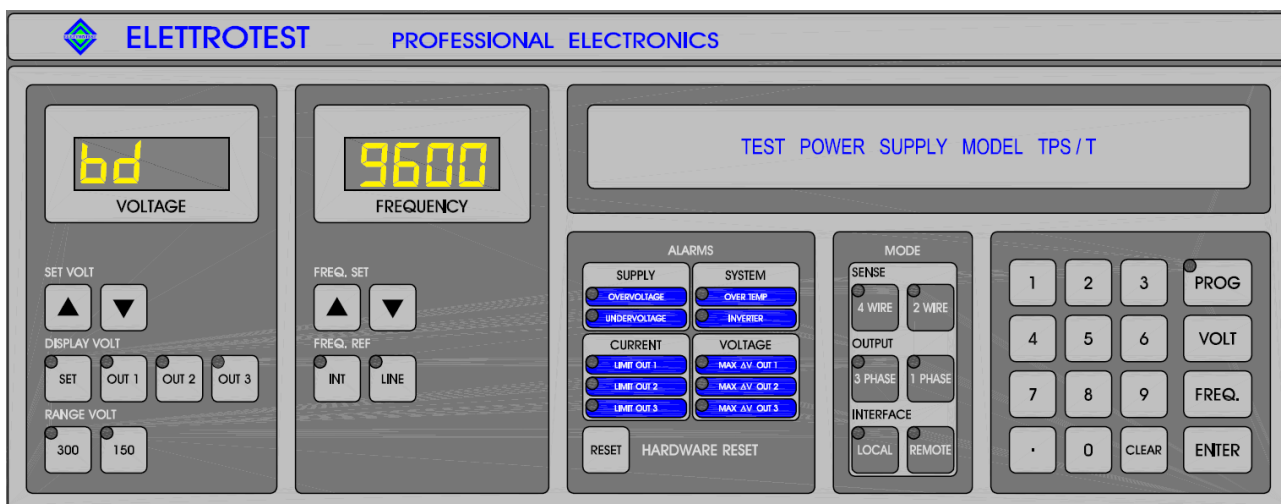 ELETTROTEST PROFESSIONAL ELECTRONICS
bd
VOLTAGE
SET VOLT
DISPLAY VOLT
SET OUT 1 OUT 2 OUT 3
RANGE VOLT
300 150
9600
FREQUENCY
FREQ. SET
FREQ. REF
INT LINE
TEST POWER SUPPLY MODEL TPS/T
ALARMS
SUPPLY
OVERVOLTAGE
UNDERVOLTAGE
SYSTEM
OVER TEMP
INVERTER
CURRENT
LIMIT OUT 1
LIMIT OUT 2
LIMIT OUT 3
VOLTAGE
MAX ΔV OUT 1
MAX ΔV OUT 2
MAX ΔV OUT 3
RESET HARDWARE RESET
MODE
SENSE
4 WIRE 2 WIRE
OUTPUT
3 PHASE 1 PHASE
INTERFACE
LOCAL REMOTE
1 2 3 PROG
4 5 6 VOLT
7 8 9 FREQ.
. 0 CLEAR ENTER